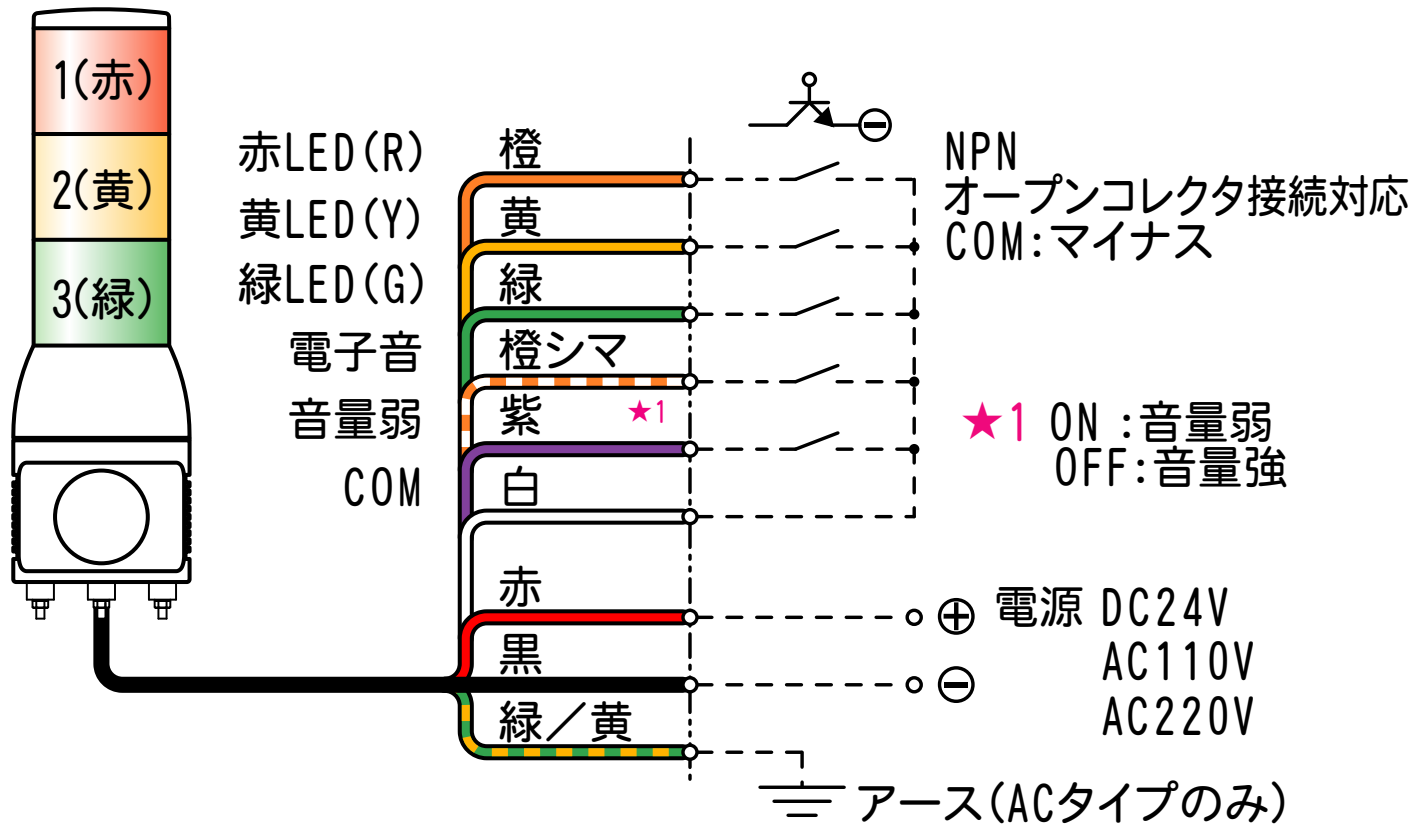 1(赤)
2(黄)
3(緑)
赤LED(R) 橙
黄LED(Y) 黄
緑LED(G) 緑
電子音 橙シマ
音量弱 紫 ★1
COM 白
赤
黒
緑／黄
NPN
オープンコレクタ接続対応
COM:マイナス
★1 ON :音量弱
OFF:音量強
⊕ 電源 DC24V
⊖ AC110V
AC220V
アース(ACタイプのみ)